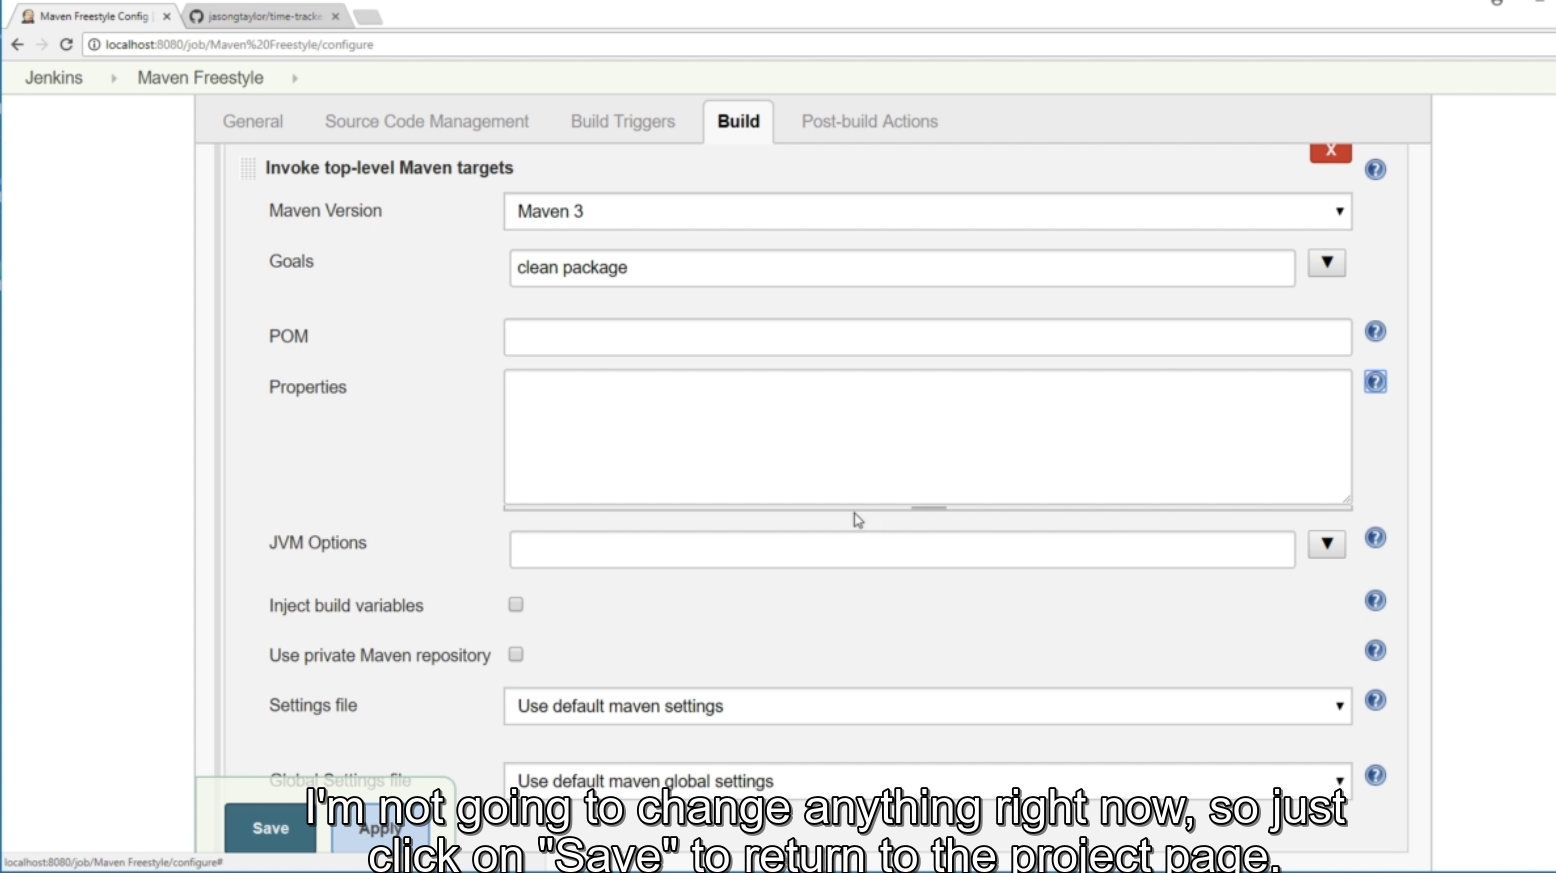 Maven Freestyle Config
jasongtaylor/time-tracke
localhost:8080/job/Maven%20Freestyle/configure
Jenkins
Maven Freestyle
General
Source Code Management
Build Triggers
Build
Post-build Actions
Invoke top-level Maven targets
X
Maven Version
Maven 3
Goals
clean package
POM
Properties
JVM Options
Inject build variables
Use private Maven repository
Settings file
Use default maven settings
Global Settings file
Use default maven global settings
Save
Apply
I'm not going to change anything right now, so just
click on "Save" to return to the project page.
localhost:8080/job/Maven Freestyle/configure#